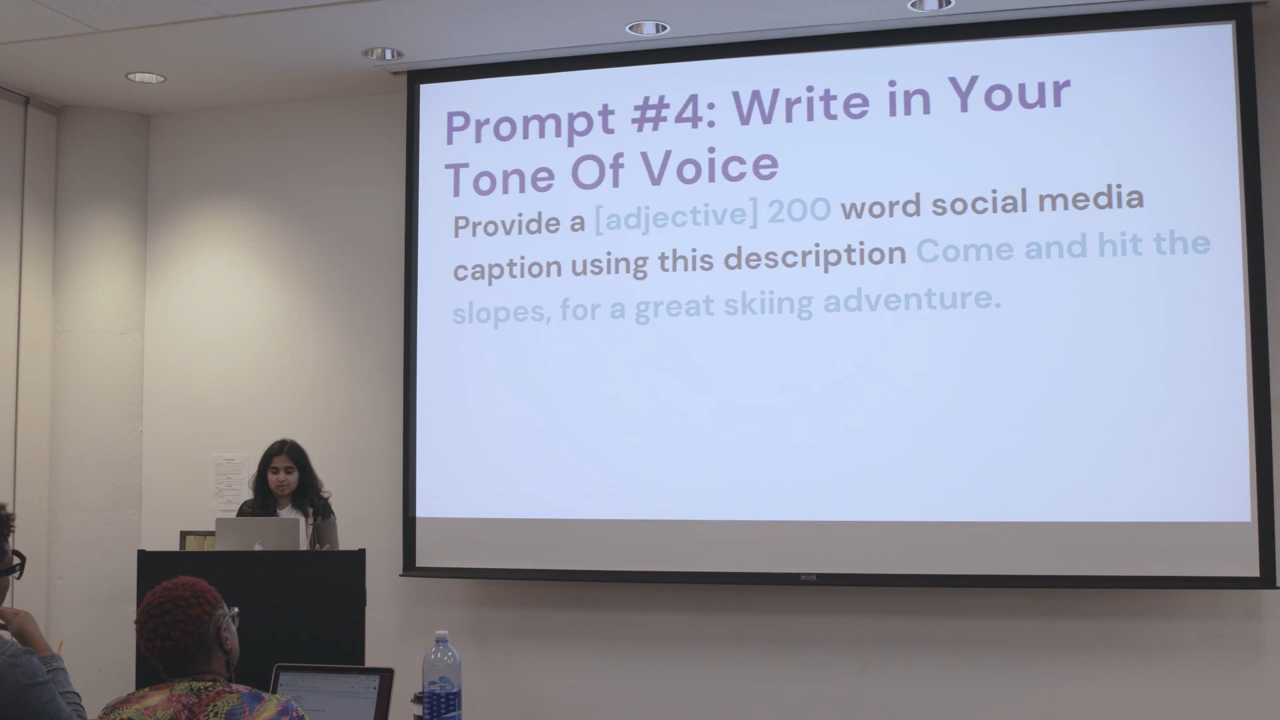 Prompt #4: Write in Your
Tone Of Voice
Provide a [adjective] 200 word social media
caption using this description Come and hit the
slopes, for a great skiing adventure.